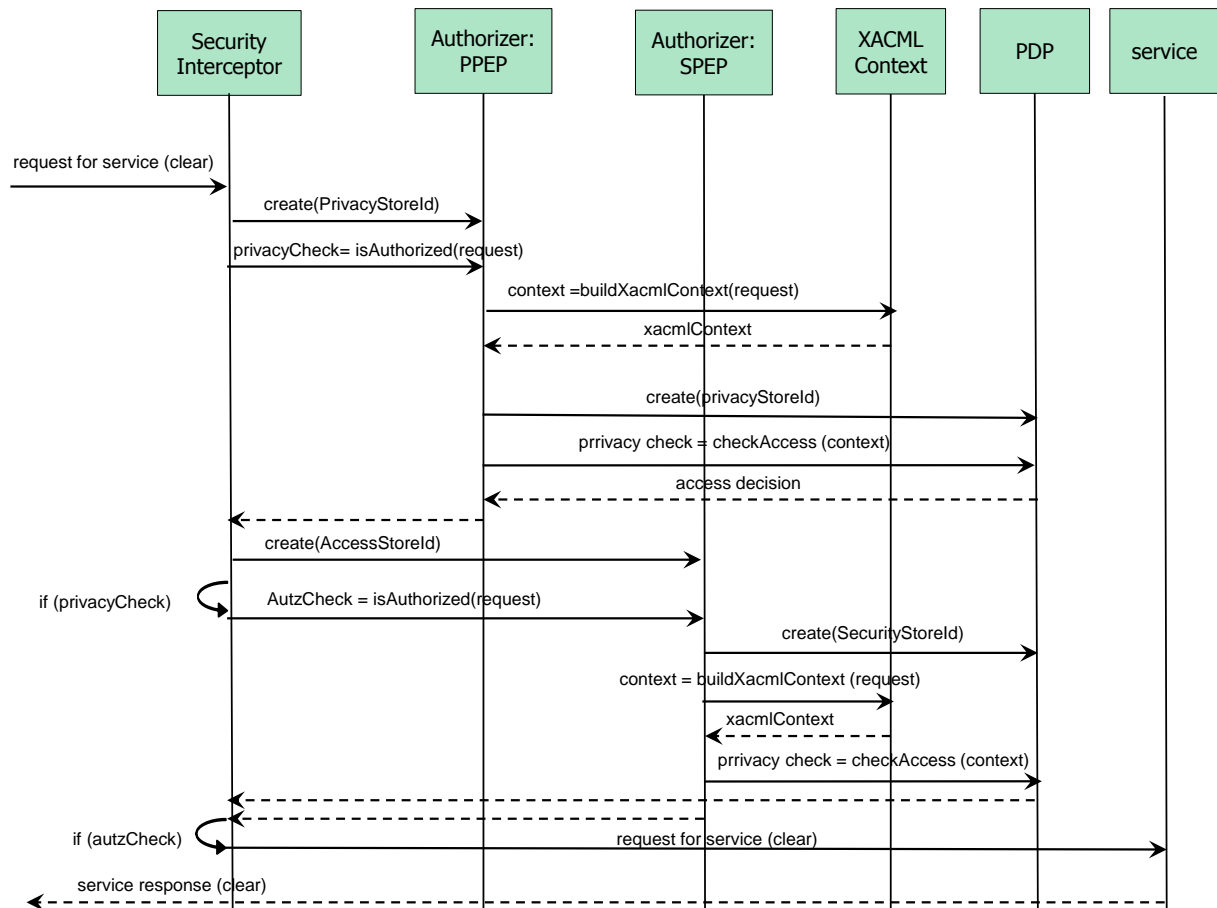 Security
Interceptor
Authorizer:
PPEP
Authorizer:
SPEP
XACML
Context
PDP
service
request for service (clear)
create(PrivacyStoreId)
privacyCheck= isAuthorized(request)
context =buildXacmlContext(request)
xacmlContext
create(privacyStoreId)
prrivacy check = checkAccess (context)
access decision
create(AccessStoreId)
if (privacyCheck)
AutzCheck = isAuthorized(request)
create(SecurityStoreId)
context = buildXacmlContext (request)
xacmlContext
prrivacy check = checkAccess (context)
if (autzCheck)
request for service (clear)
service response (clear)